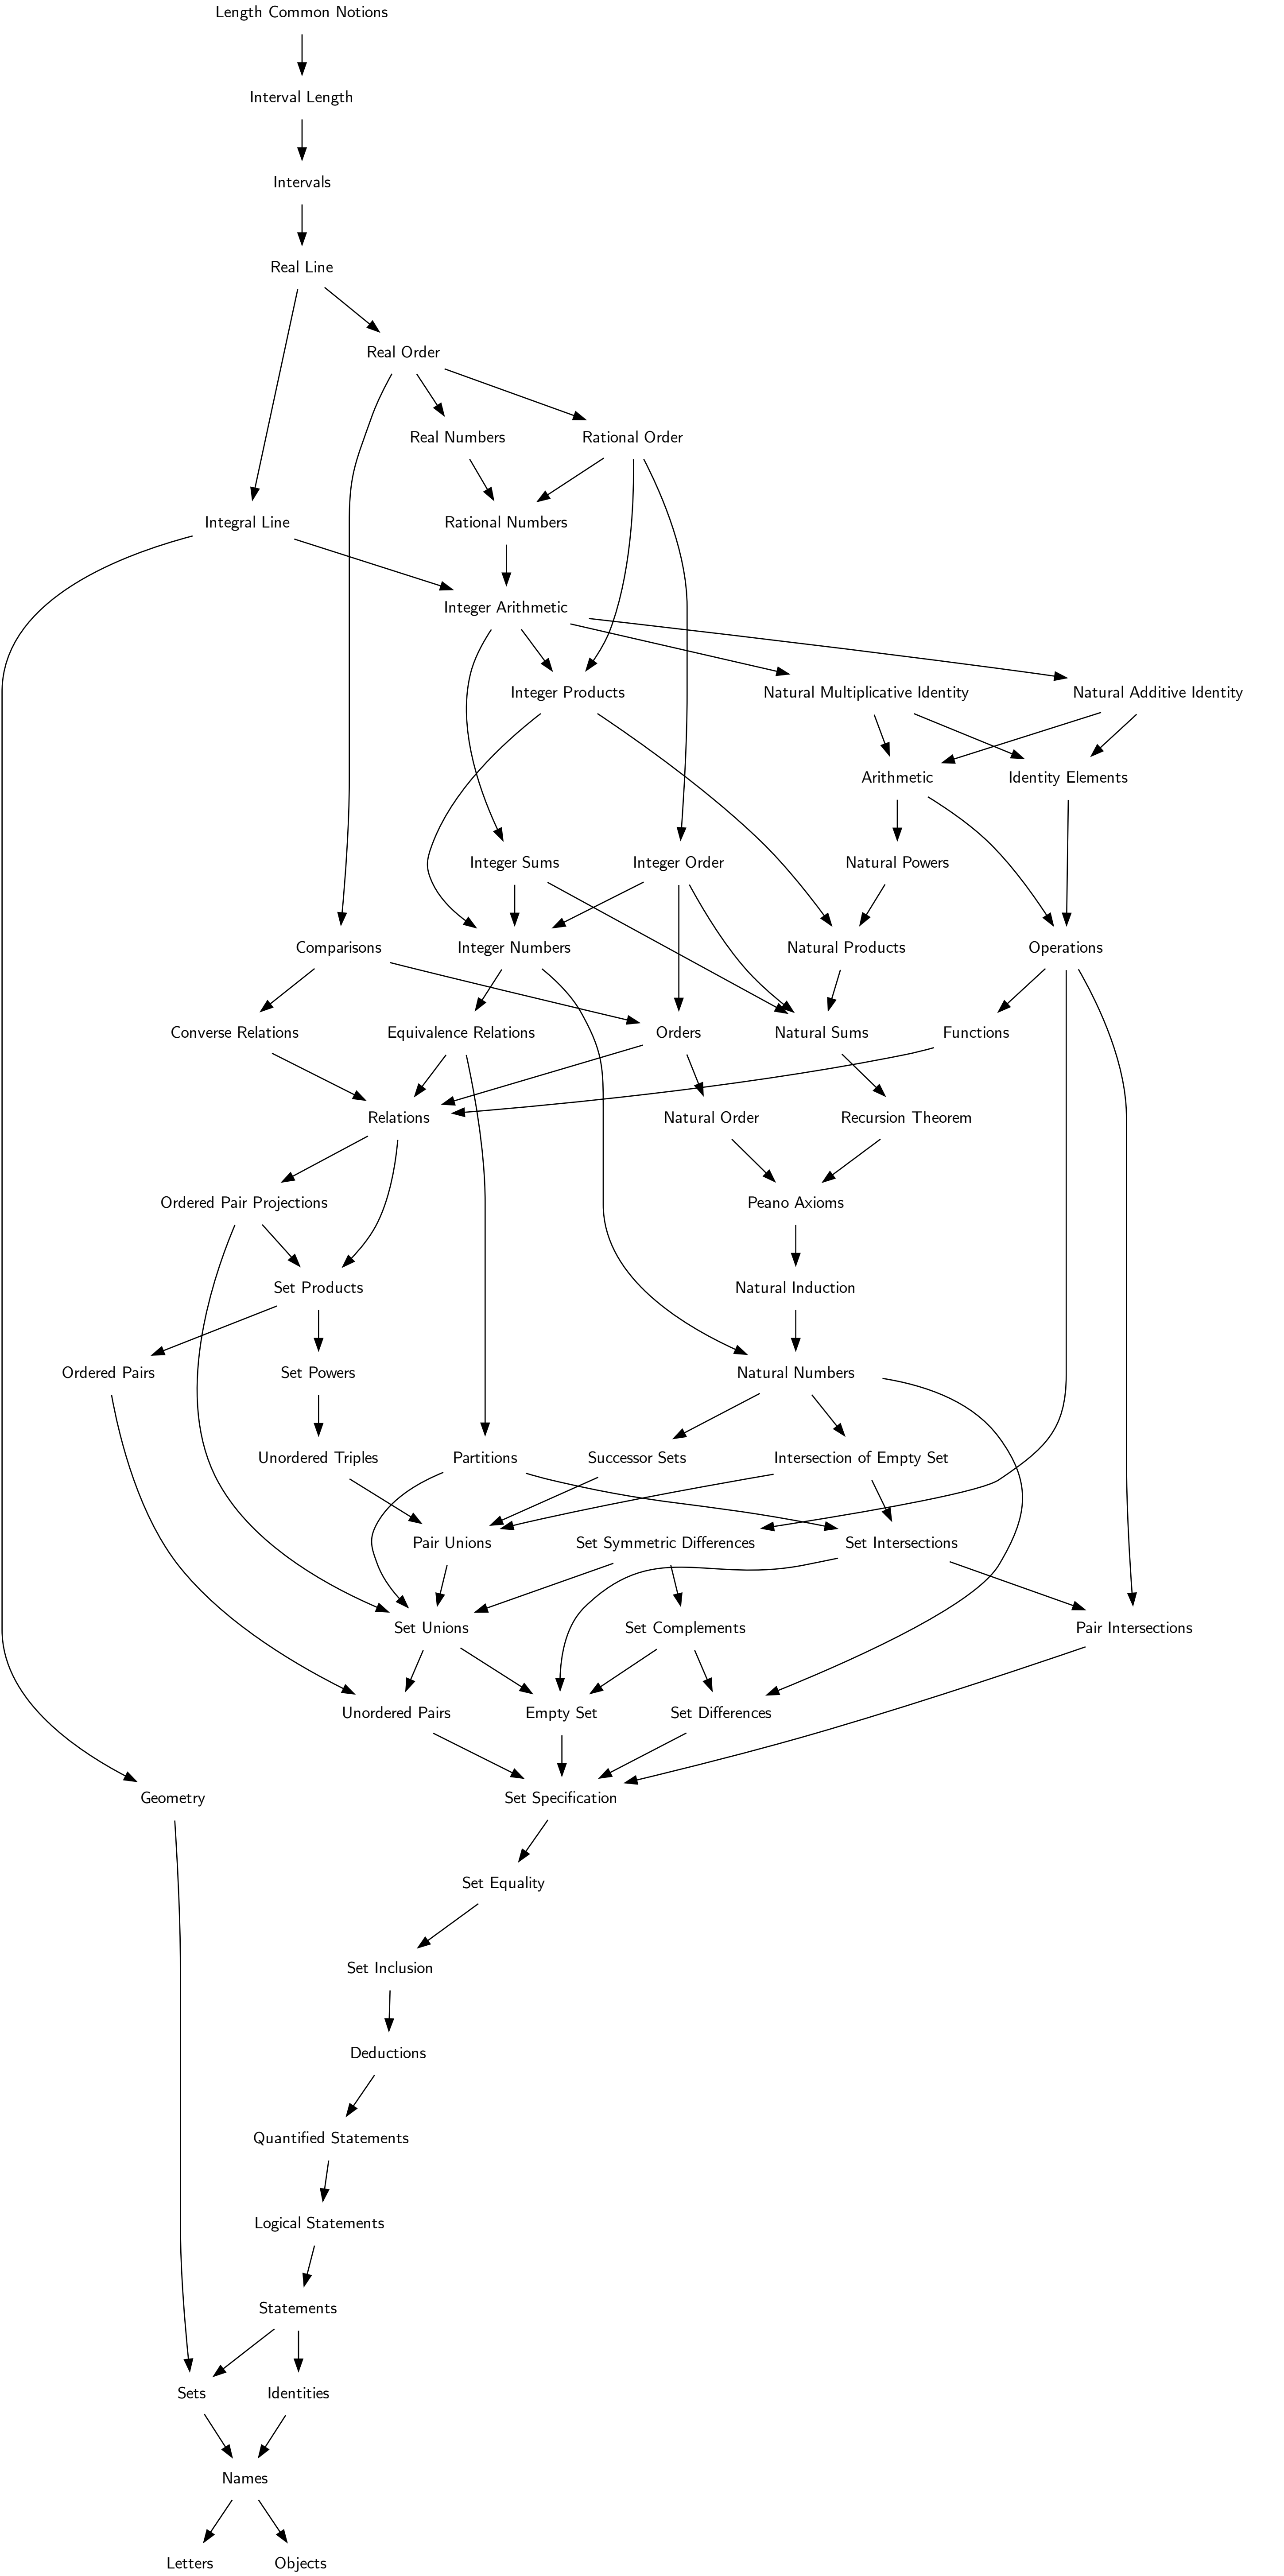 Length Common Notions
Interval Length
Intervals
Real Line
Real Order
Real Numbers
Rational Order
Integral Line
Rational Numbers
Integer Arithmetic
Integer Products
Natural Multiplicative Identity
Natural Additive Identity
Arithmetic
Identity Elements
Integer Sums
Integer Order
Natural Powers
Comparisons
Integer Numbers
Natural Products
Operations
Converse Relations
Equivalence Relations
Orders
Natural Sums
Functions
Relations
Natural Order
Recursion Theorem
Ordered Pair Projections
Peano Axioms
Set Products
Natural Induction
Ordered Pairs
Set Powers
Natural Numbers
Unordered Triples
Partitions
Successor Sets
Intersection of Empty Set
Pair Unions
Set Symmetric Differences
Set Intersections
Set Unions
Set Complements
Pair Intersections
Unordered Pairs
Empty Set
Set Differences
Geometry
Set Specification
Set Equality
Set Inclusion
Deductions
Quantified Statements
Logical Statements
Statements
Sets
Identities
Names
Letters
Objects